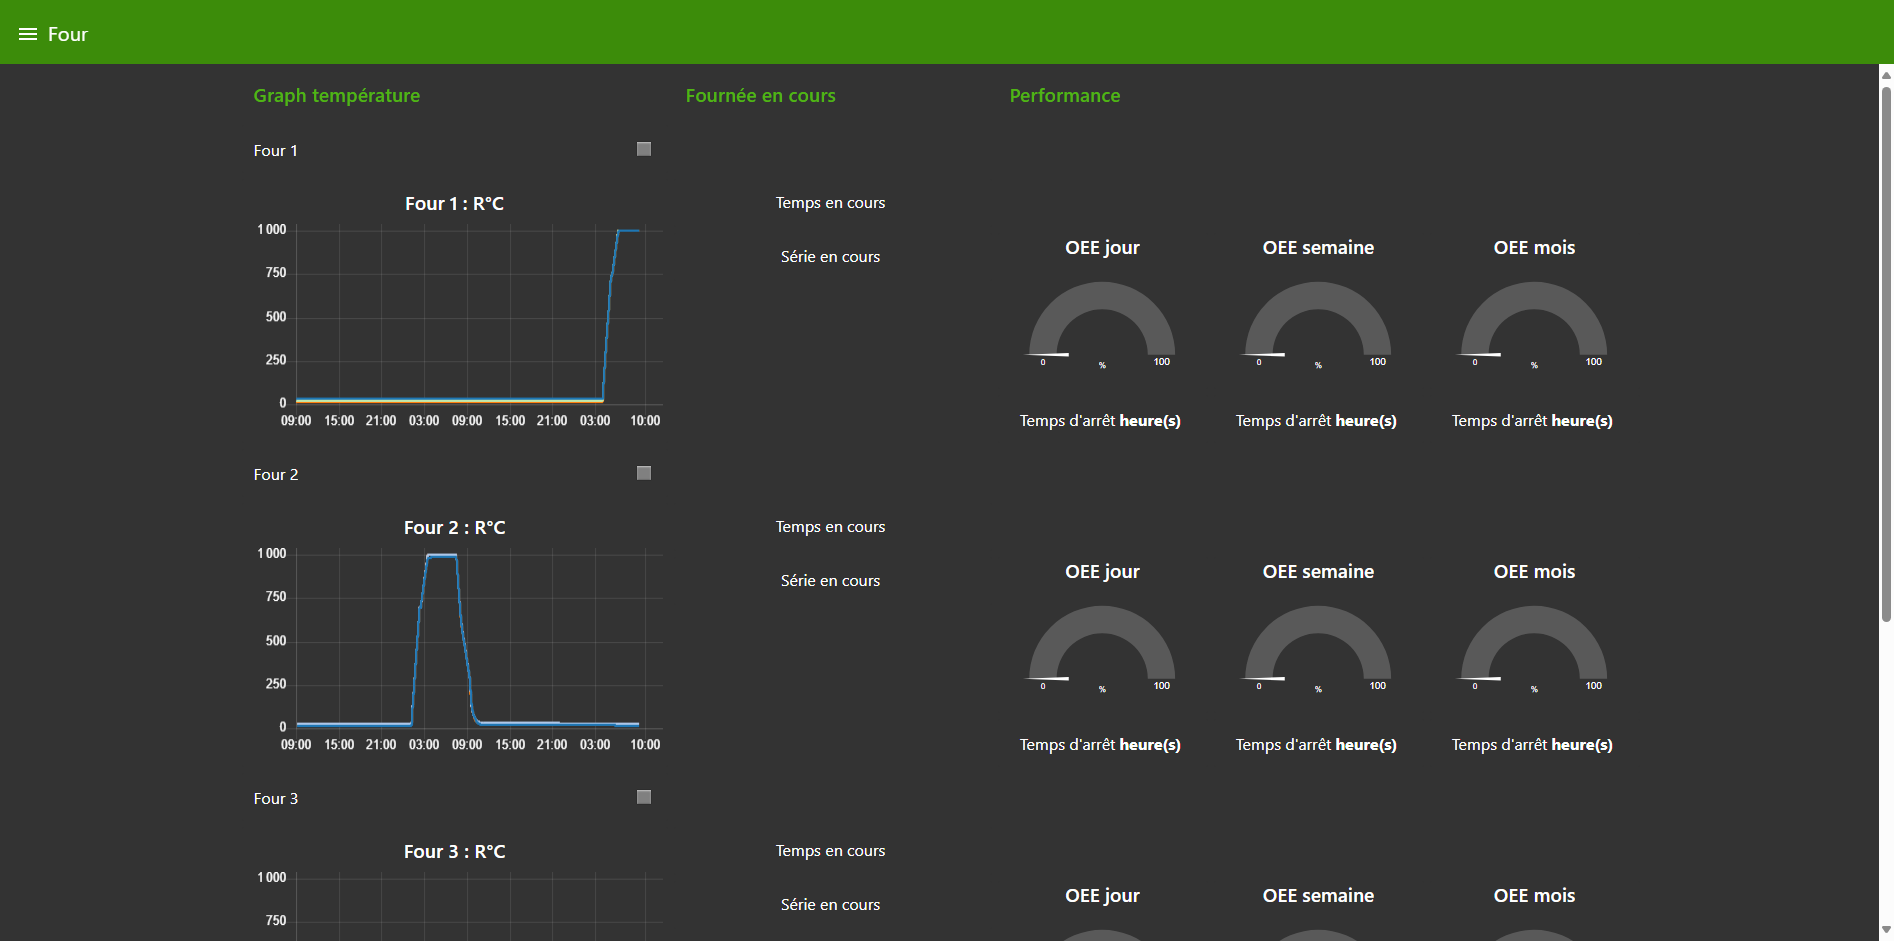 Four
Graph température
Fournée en cours
Performance
Four 1
Four 1 : R°C
1 000
750
500
250
0
09:00 15:00 21:00 03:00 09:00 15:00 21:00 03:00 10:00
Temps en cours
Série en cours
OEE jour
0 % 100
Temps d'arrêt heure(s)
OEE semaine
0 % 100
Temps d'arrêt heure(s)
OEE mois
0 % 100
Temps d'arrêt heure(s)
Four 2
Four 2 : R°C
1 000
750
500
250
0
09:00 15:00 21:00 03:00 09:00 15:00 21:00 03:00 10:00
Temps en cours
Série en cours
OEE jour
0 % 100
Temps d'arrêt heure(s)
OEE semaine
0 % 100
Temps d'arrêt heure(s)
OEE mois
0 % 100
Temps d'arrêt heure(s)
Four 3
Four 3 : R°C
1 000
750
Temps en cours
Série en cours
OEE jour
OEE semaine
OEE mois